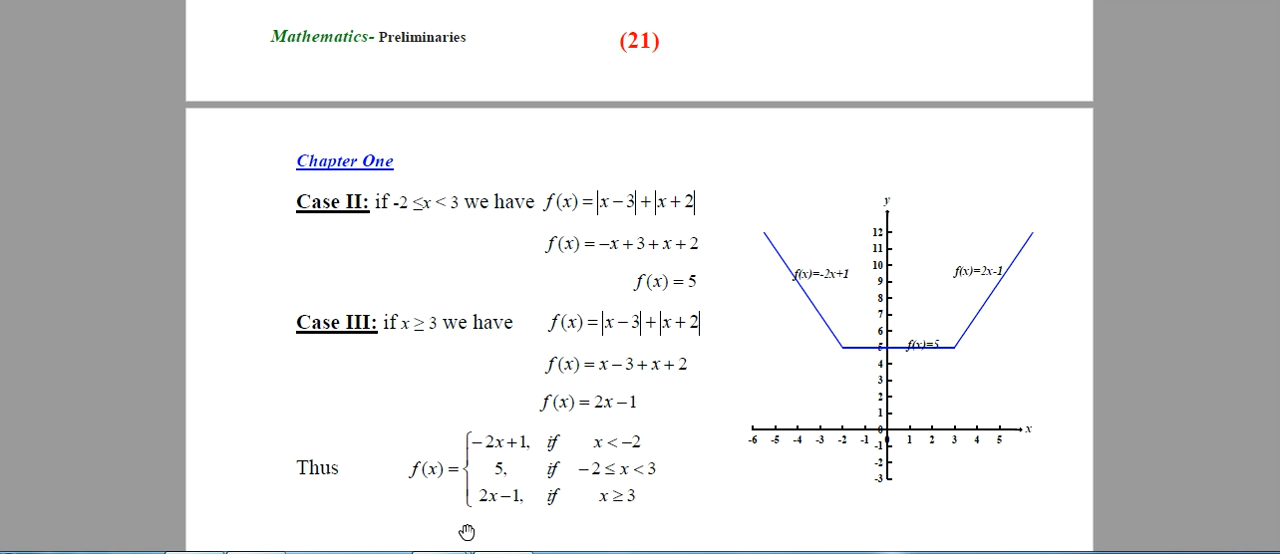 Mathematics- Preliminaries
(21)
Chapter One
Case II: if -2 ≤x < 3 we have f(x) = |x − 3| + |x + 2|
f(x) = −x + 3 + x + 2
f(x) = 5
Case III: if x ≥ 3 we have f(x) = |x − 3| + |x + 2|
f(x) = x − 3 + x + 2
f(x) = 2x − 1
Thus f(x) = { −2x+1, if x < −2
5, if −2 ≤ x < 3
2x−1, if x ≥ 3
y
12
11
10
9
8
7
6
5
4
3
2
1
0
-1
-2
-3
f(x)=-2x+1
f(x)=2x-1
f(x)=5
-6 -5 -4 -3 -2 -1 0 1 2 3 4 5 x